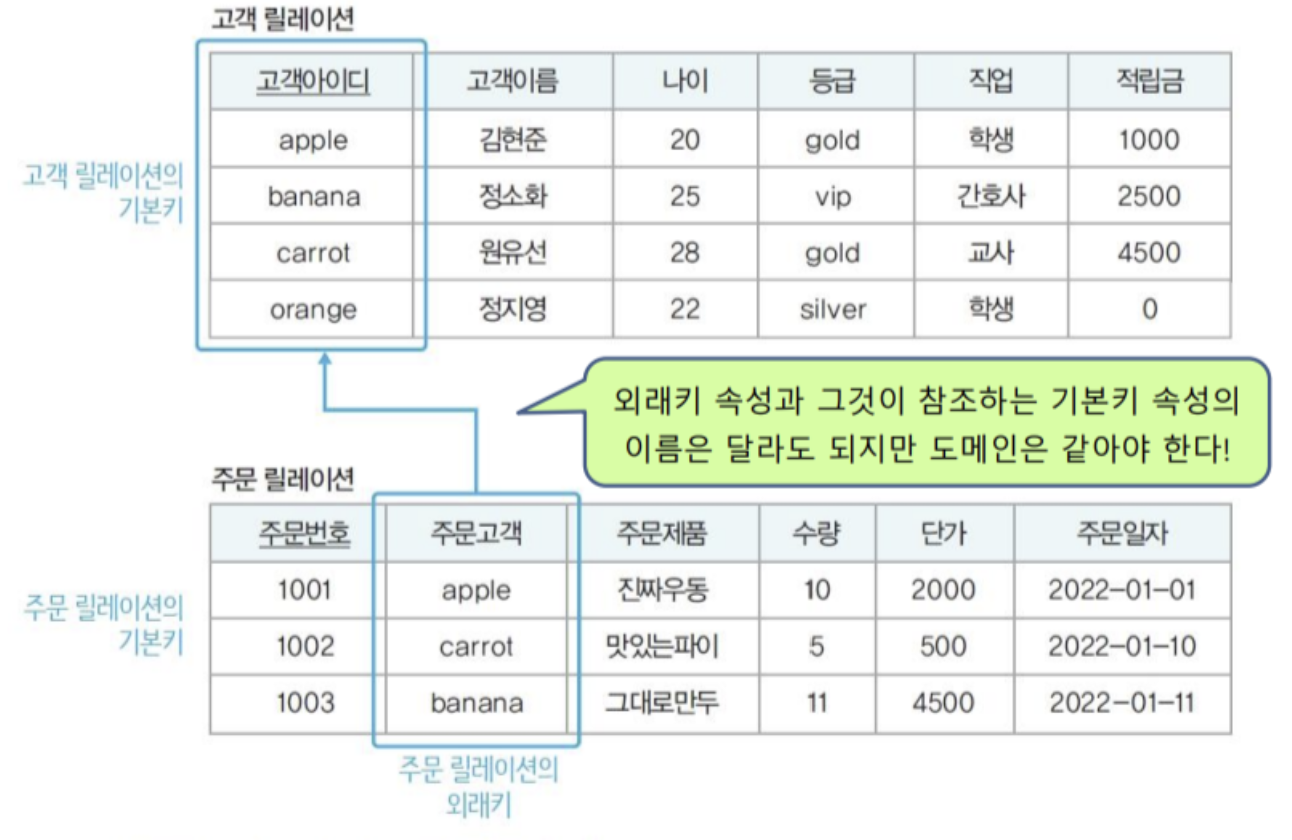 고객 릴레이션
고객아이디 고객이름 나이 등급 직업 적립금
apple 김현준 20 gold 학생 1000
고객 릴레이션의
기본키
banana 정소화 25 vip 간호사 2500
carrot 원유선 28 gold 교사 4500
orange 정지영 22 silver 학생 0
외래키 속성과 그것이 참조하는 기본키 속성의
이름은 달라도 되지만 도메인은 같아야 한다!
주문 릴레이션
주문번호 주문고객 주문제품 수량 단가 주문일자
1001 apple 진짜우동 10 2000 2022-01-01
주문 릴레이션의
기본키
1002 carrot 맛있는파이 5 500 2022-01-10
1003 banana 그대로만두 11 4500 2022-01-11
주문 릴레이션의
외래키